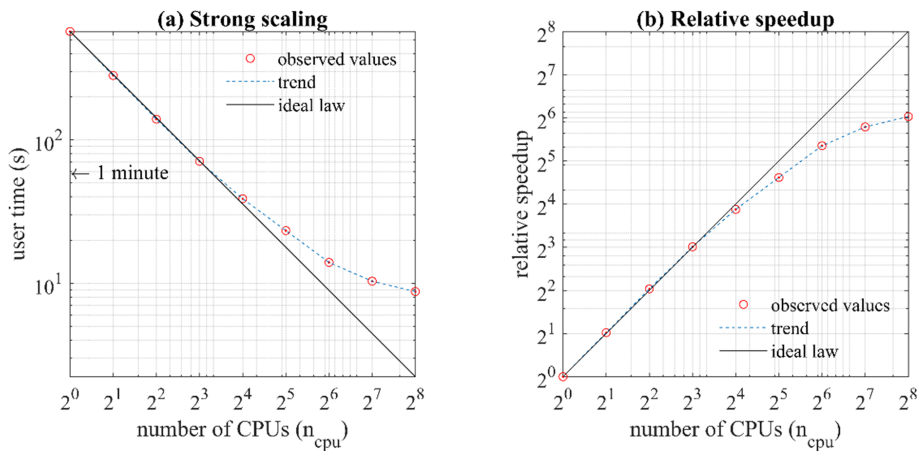 (a) Strong scaling
observed values
trend
ideal law
10²
← 1 minute
10¹
user time (s)
2⁰ 2¹ 2² 2³ 2⁴ 2⁵ 2⁶ 2⁷ 2⁸
number of CPUs (n_cpu)
(b) Relative speedup
2⁸
2⁷
2⁶
2⁵
2⁴
2³
2²
2¹
2⁰
relative speedup
observed values
trend
ideal law
2⁰ 2¹ 2² 2³ 2⁴ 2⁵ 2⁶ 2⁷ 2⁸
number of CPUs (n_cpu)